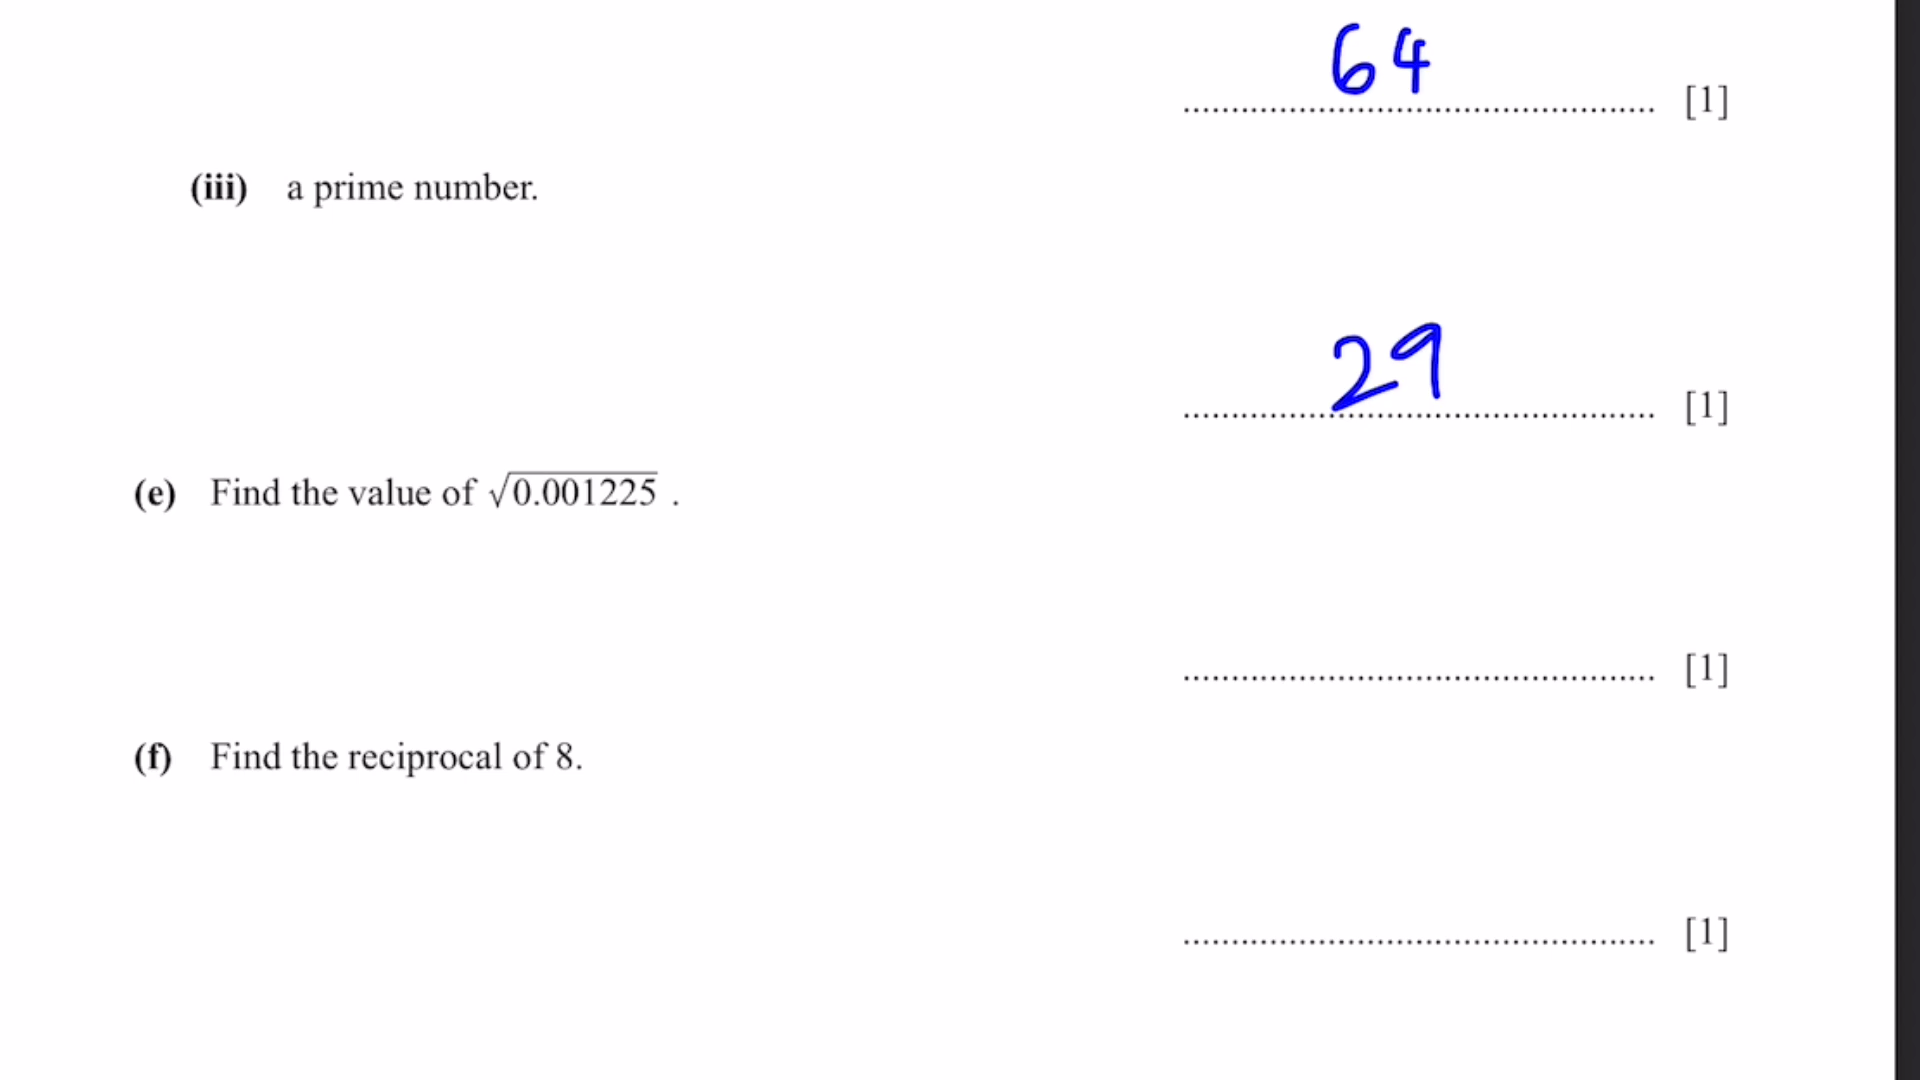 64
.................................................. [1]
(iii) a prime number.
29
.................................................. [1]
(e) Find the value of √0.001225 .
.................................................. [1]
(f) Find the reciprocal of 8.
.................................................. [1]